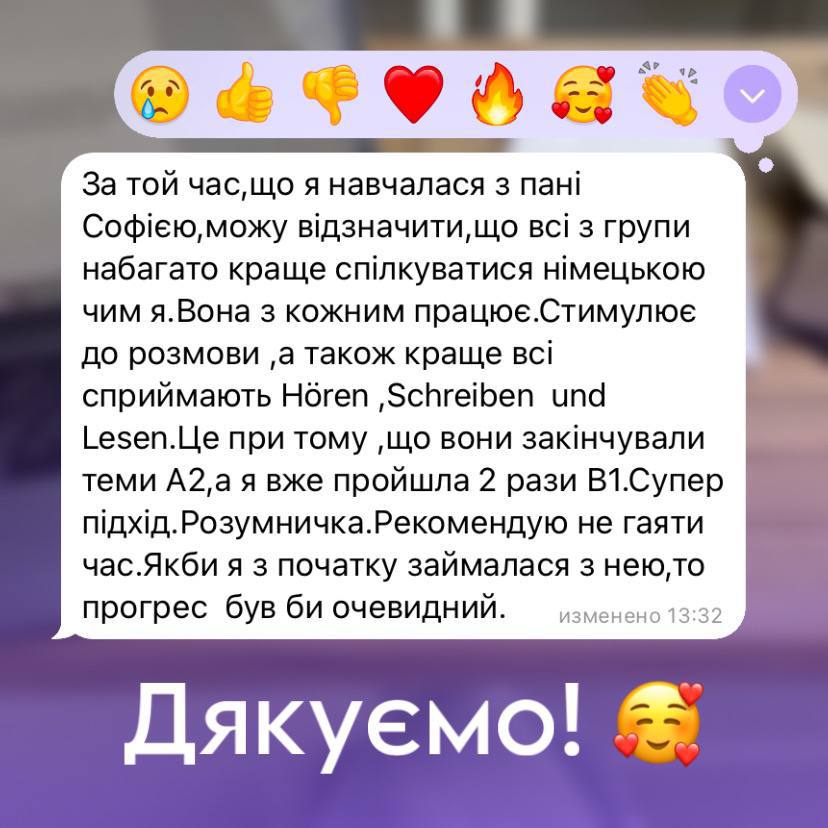 За той час,що я навчалася з пані
Софією,можу відзначити,що всі з групи
набагато краще спілкуватися німецькою
чим я.Вона з кожним працює.Стимулює
до розмови ,а також краще всі
сприймають Hören ,Schreiben  und
Lesen.Це при тому ,що вони закінчували
теми А2,а я вже пройшла 2 рази В1.Супер
підхід.Розумничка.Рекомендую не гаяти
час.Якби я з початку займалася з нею,то
прогрес  був би очевидний.
изменено 13:32
Дякуємо! 🥰